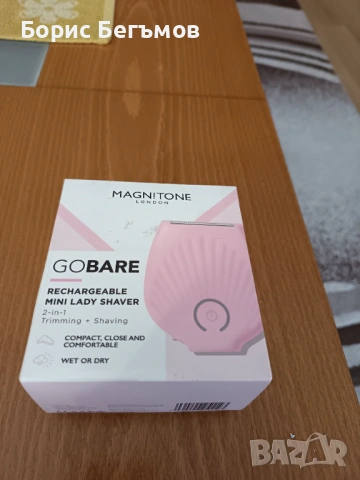 Борис Бегъмов
MAGNITONE
LONDON
GOBARE
RECHARGEABLE
MINI LADY SHAVER
2-in-1
Trimming + Shaving
COMPACT, CLOSE AND
COMFORTABLE
WET OR DRY
BAZAR